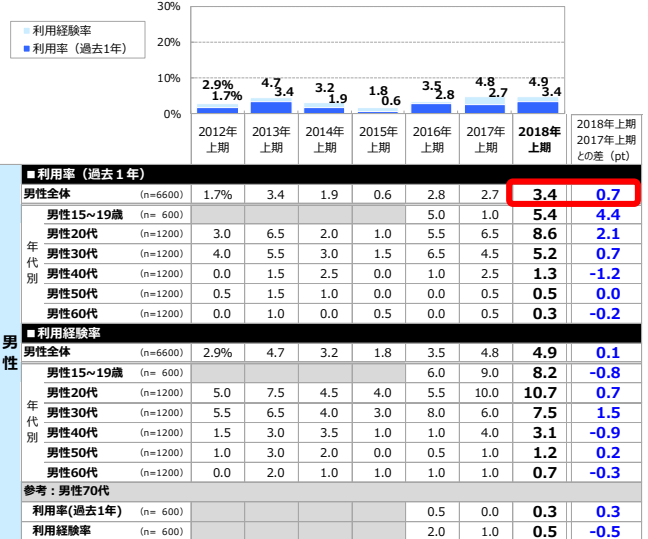 30%
20%
10%
0%
利用経験率
利用率（過去1年）
2.9% 4.7 3.2 1.8 3.5 4.8 4.9
1.7% 3.4 1.9 0.6 2.8 2.7 3.4
2012年上期 2013年上期 2014年上期 2015年上期 2016年上期 2017年上期 2018年上期 2018年上期2017年上期との差（pt）
男性
■利用率（過去１年）
男性全体 （n=6600） 1.7% 3.4 1.9 0.6 2.8 2.7 3.4 0.7
年代別
男性15~19歳 （n= 600） 5.0 1.0 5.4 4.4
男性20代 （n=1200） 3.0 6.5 2.0 1.0 5.5 6.5 8.6 2.1
男性30代 （n=1200） 4.0 5.5 3.0 1.5 6.5 4.5 5.2 0.7
男性40代 （n=1200） 0.0 1.5 2.5 0.0 1.0 2.5 1.3 -1.2
男性50代 （n=1200） 0.5 1.5 1.0 0.0 0.0 0.5 0.5 0.0
男性60代 （n=1200） 0.0 1.0 0.0 0.5 0.0 0.5 0.3 -0.2
■利用経験率
男性全体 （n=6600） 2.9% 4.7 3.2 1.8 3.5 4.8 4.9 0.1
年代別
男性15~19歳 （n= 600） 6.0 9.0 8.2 -0.8
男性20代 （n=1200） 5.0 7.5 4.5 4.0 5.5 10.0 10.7 0.7
男性30代 （n=1200） 5.5 6.5 4.0 3.0 8.0 6.0 7.5 1.5
男性40代 （n=1200） 1.5 3.0 3.5 1.0 1.0 4.0 3.1 -0.9
男性50代 （n=1200） 1.0 3.0 2.0 0.0 0.5 1.0 1.2 0.2
男性60代 （n=1200） 0.0 2.0 1.0 1.0 1.0 1.0 0.7 -0.3
参考：男性70代
利用率(過去1年) （n= 600） 0.5 0.0 0.3 0.3
利用経験率 （n= 600） 2.0 1.0 0.5 -0.5